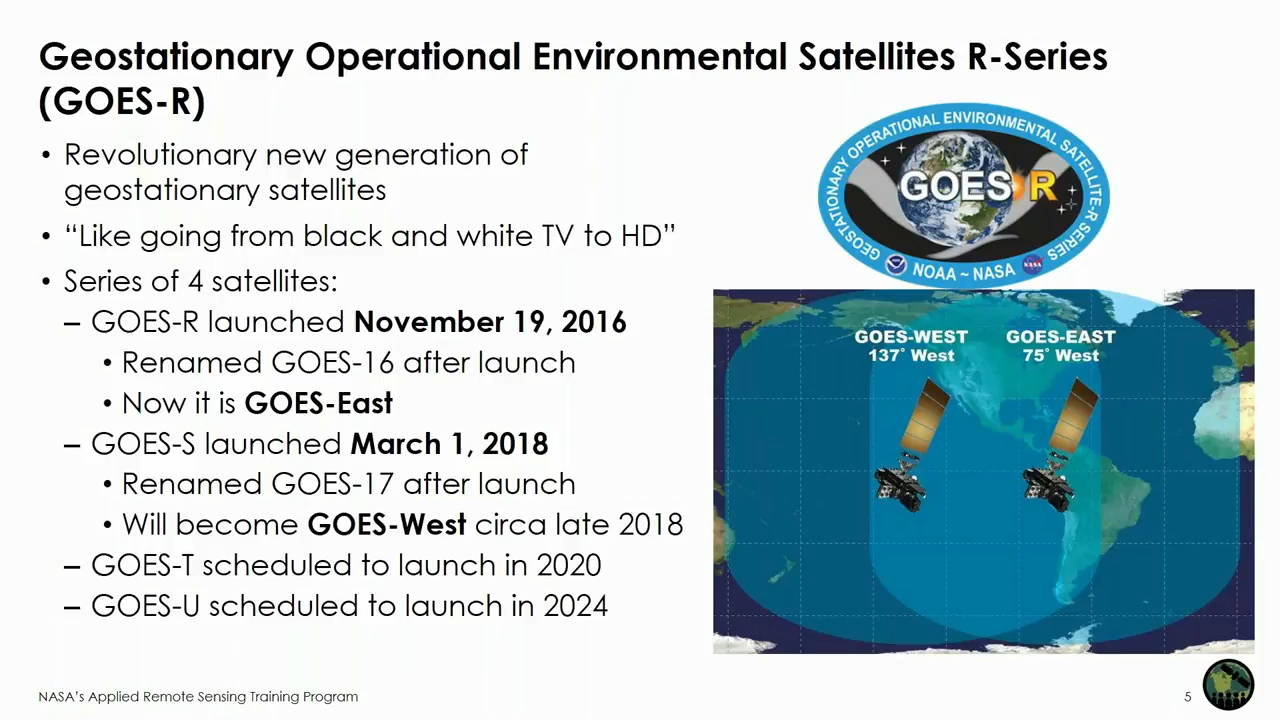 Geostationary Operational Environmental Satellites R-Series
(GOES-R)
• Revolutionary new generation of
geostationary satellites
• “Like going from black and white TV to HD”
• Series of 4 satellites:
– GOES-R launched November 19, 2016
• Renamed GOES-16 after launch
• Now it is GOES-East
– GOES-S launched March 1, 2018
• Renamed GOES-17 after launch
• Will become GOES-West circa late 2018
– GOES-T scheduled to launch in 2020
– GOES-U scheduled to launch in 2024
GEOSTATIONARY OPERATIONAL ENVIRONMENTAL SATELLITE-R SERIES
GOES R
NOAA ~ NASA
NASA
GOES-WEST
137° West
GOES-EAST
75° West
NASA’s Applied Remote Sensing Training Program
5